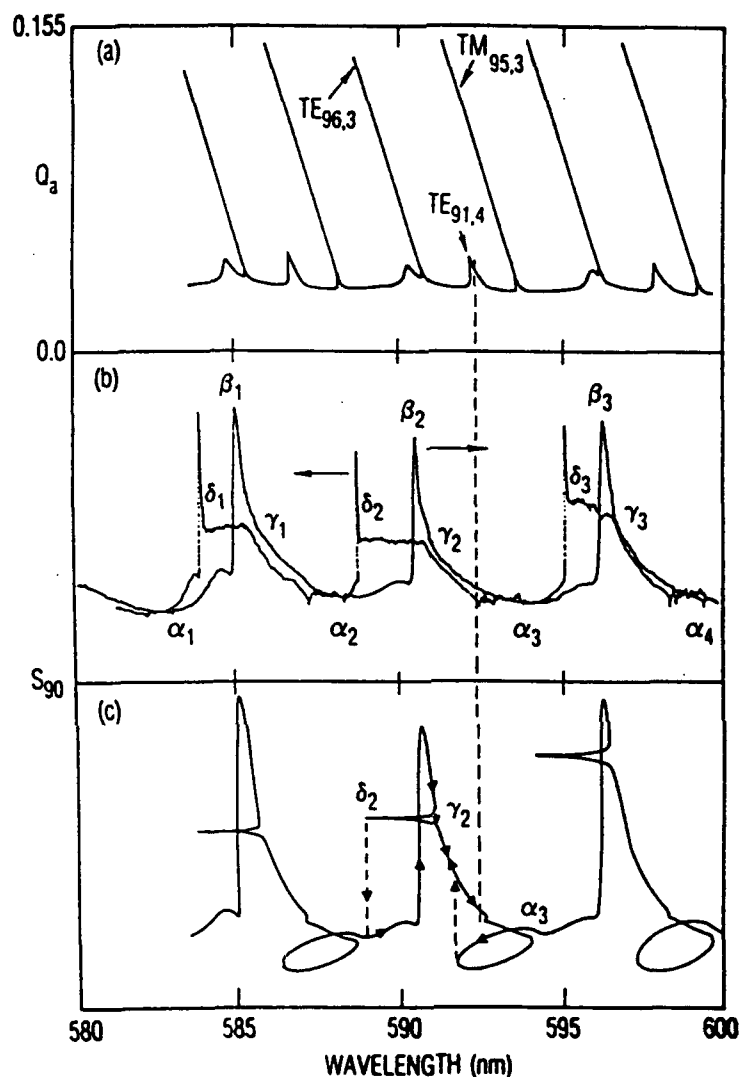 0.155
(a)
TM95,3
TE96,3
Qa
TE91,4
0.0
(b)
β1
β2
β3
δ1
γ1
δ2
γ2
δ3
γ3
α1
α2
α3
α4
S90
(c)
δ2
γ2
α3
580
585
590
595
600
WAVELENGTH (nm)